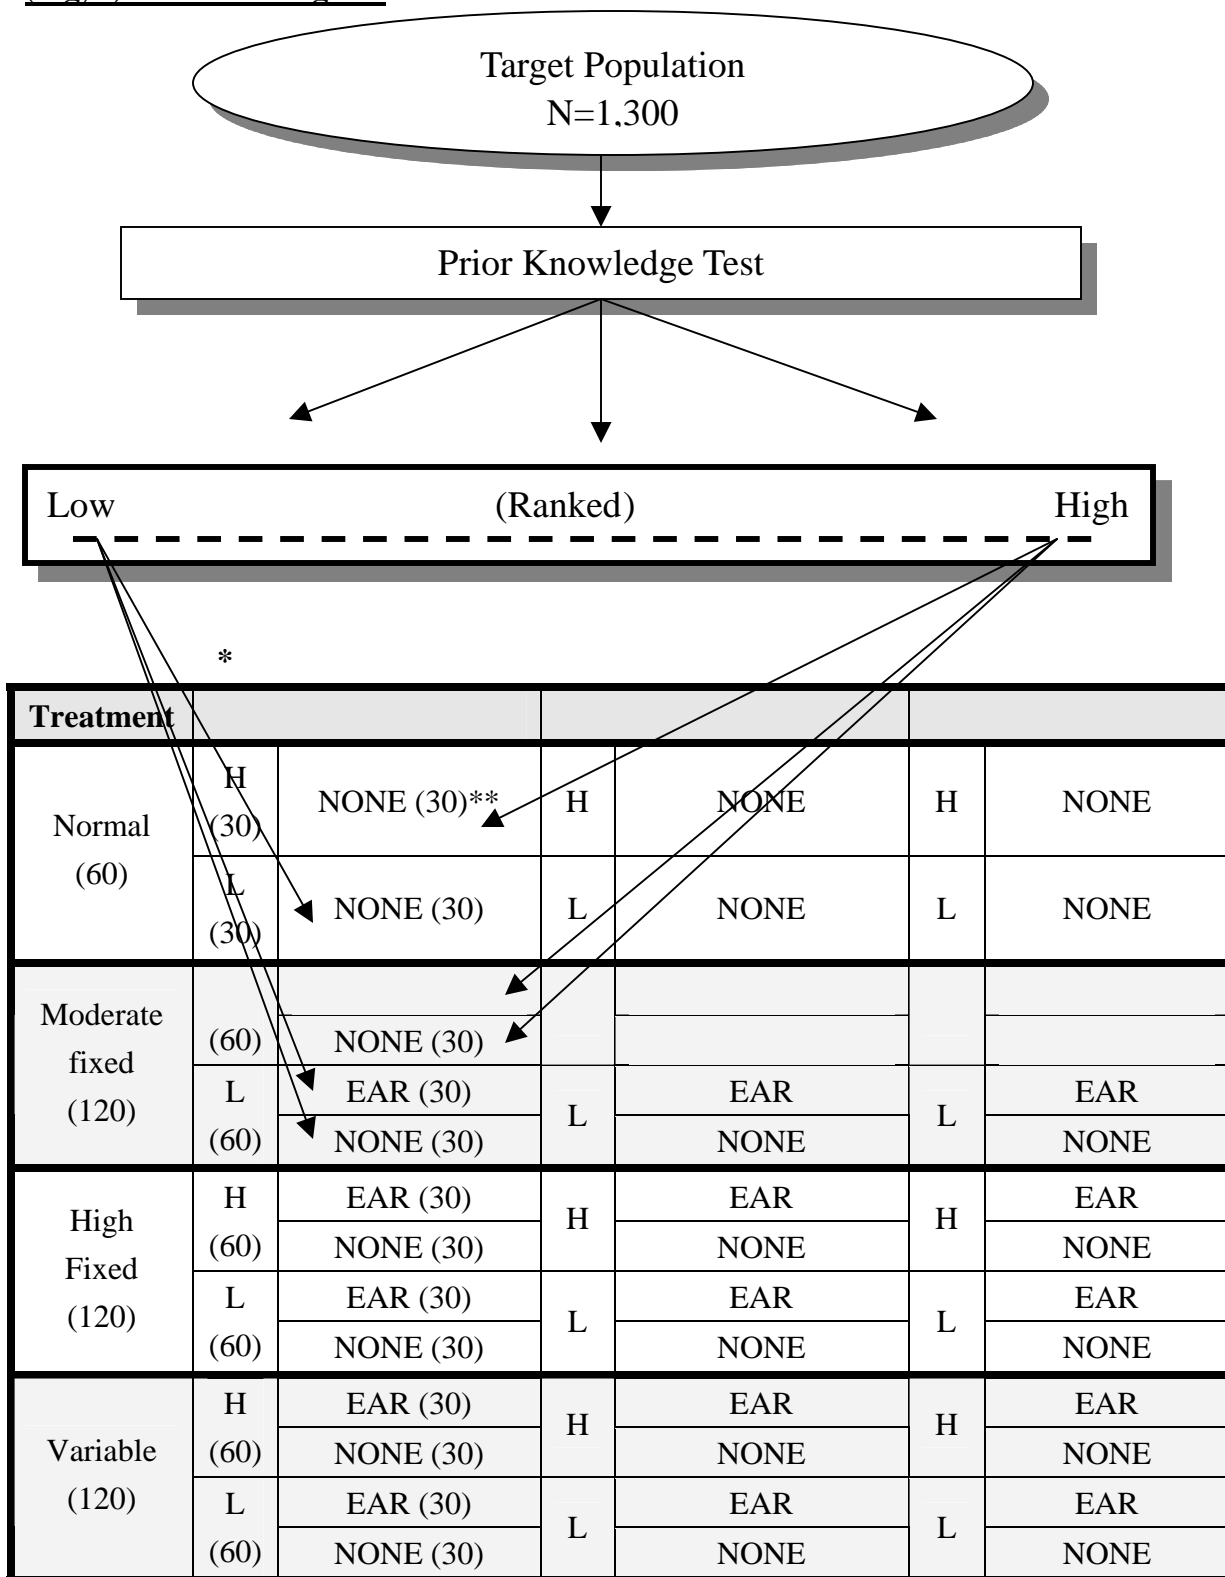 Target Population
N=1,300
Prior Knowledge Test
Low (Ranked) High
*
Treatment
Normal (60) H (30) NONE (30)** H NONE H NONE
L (30) NONE (30) L NONE L NONE
Moderate fixed (120) (60) NONE (30)
L (60) EAR (30) L EAR L EAR
NONE (30) NONE NONE
High Fixed (120) H (60) EAR (30) H EAR H EAR
NONE (30) NONE NONE
L (60) EAR (30) L EAR L EAR
NONE (30) NONE NONE
Variable (120) H (60) EAR (30) H EAR H EAR
NONE (30) NONE NONE
L (60) EAR (30) L EAR L EAR
NONE (30) NONE NONE